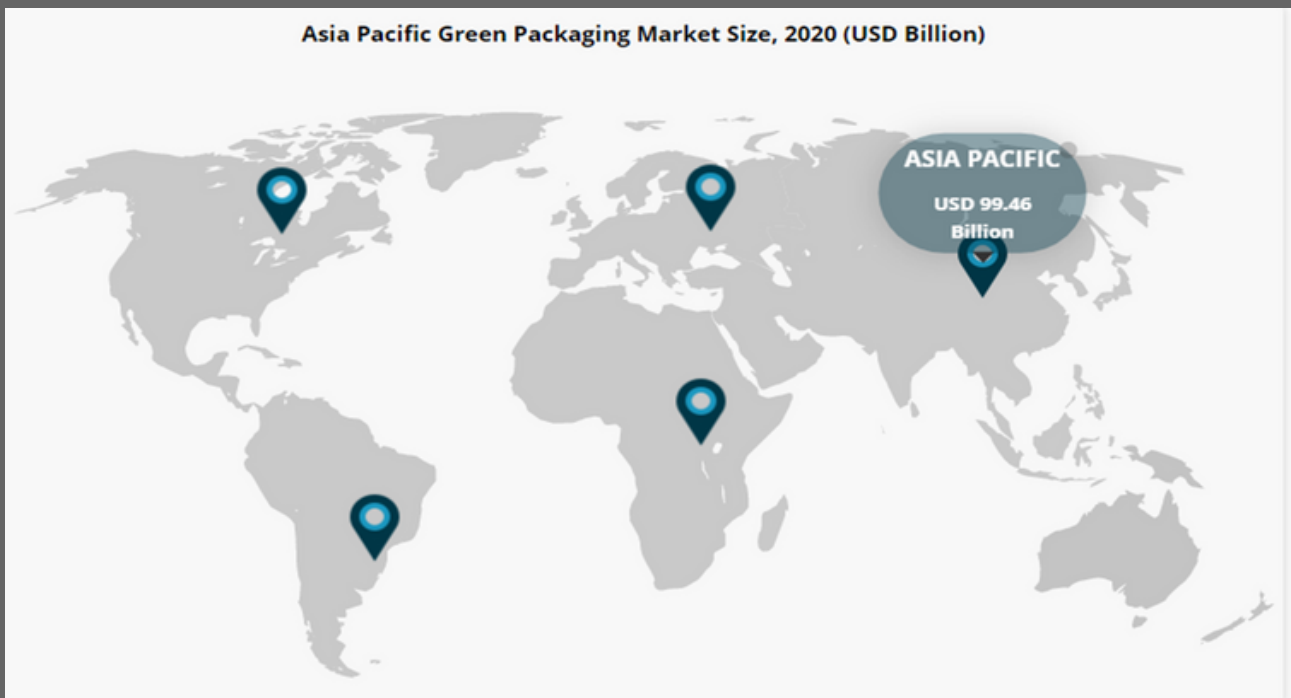 Asia Pacific Green Packaging Market Size, 2020 (USD Billion)
ASIA PACIFIC
USD 99.46
Billion